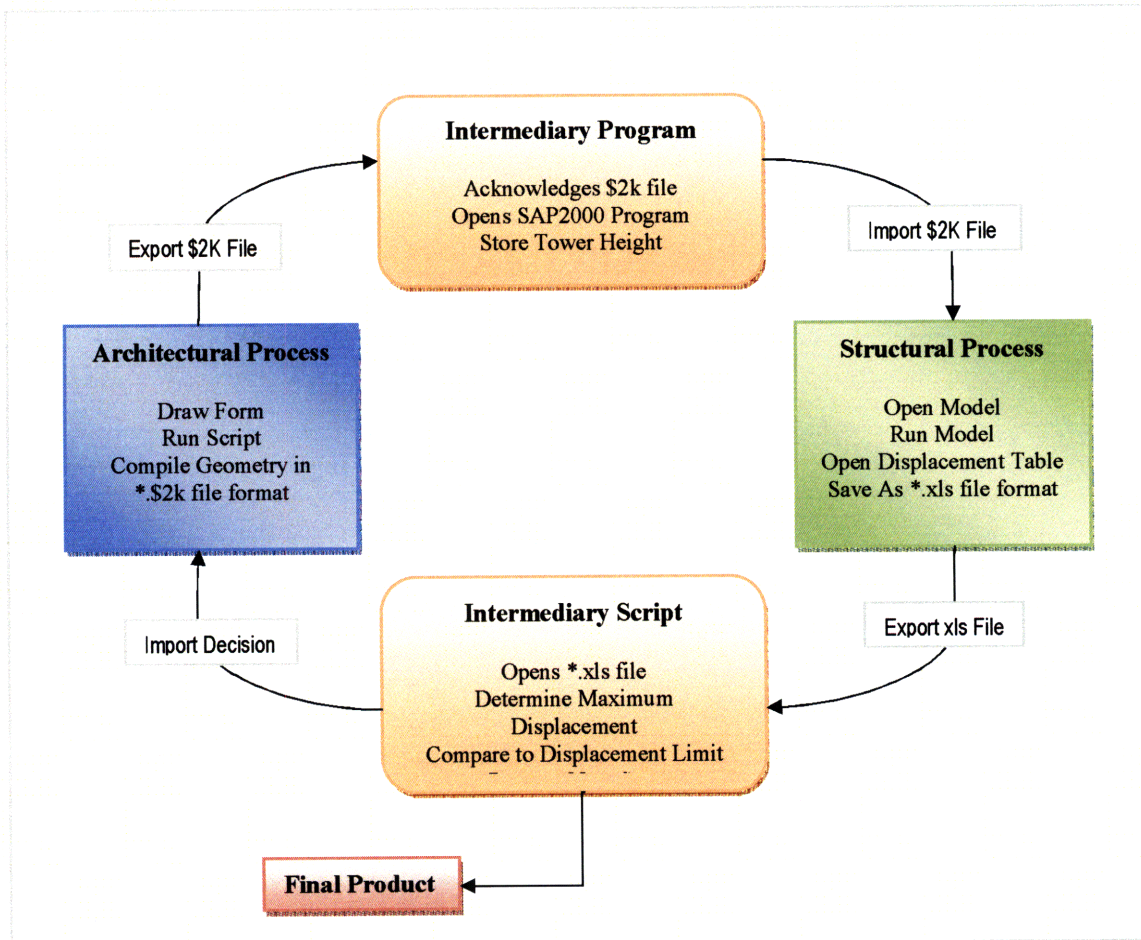 Intermediary Program
Acknowledges $2k file
Opens SAP2000 Program
Store Tower Height
Export $2K File
Import $2K File
Architectural Process
Draw Form
Run Script
Compile Geometry in
*.$2k file format
Structural Process
Open Model
Run Model
Open Displacement Table
Save As *.xls file format
Intermediary Script
Opens *.xls file
Determine Maximum
Displacement
Compare to Displacement Limit
Import Decision
Export xls File
Final Product